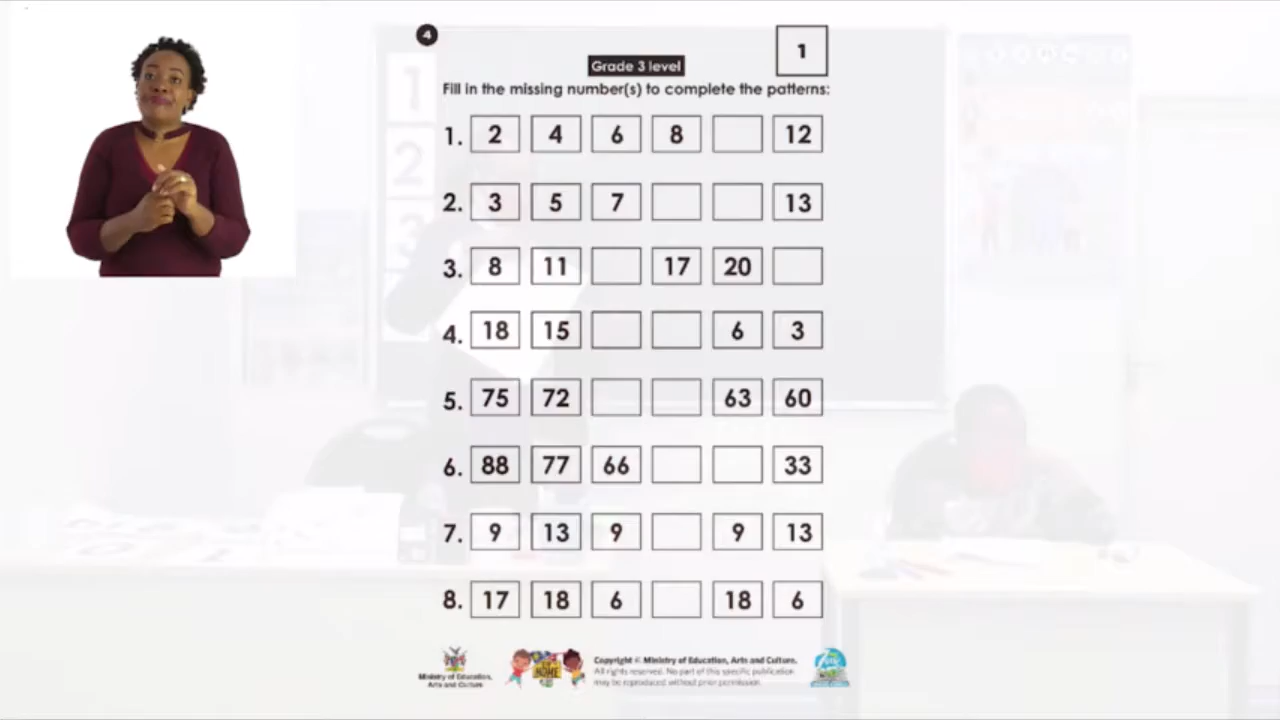 4
1
Grade 3 level
Fill in the missing number(s) to complete the patterns:
1. 2 4 6 8 12
2. 3 5 7 13
3. 8 11 17 20
4. 18 15 6 3
5. 75 72 63 60
6. 88 77 66 33
7. 9 13 9 9 13
8. 17 18 6 18 6
Ministry of Education,
Arts and Culture
Copyright © Ministry of Education, Arts and Culture.
All rights reserved. No part of this specific publication
may be reproduced without prior permission.
1
2
3